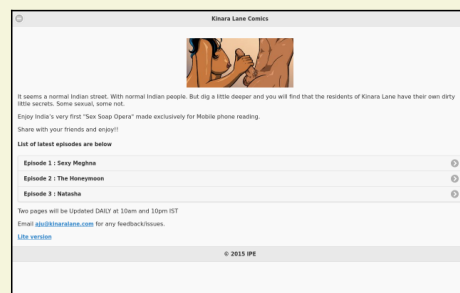 Kinara Lane Comics
It seems a normal Indian street. With normal Indian people. But dig a little deeper and you will find that the residents of Kinara Lane have their own dirty
little secrets. Some sexual, some not.
Enjoy India's very first "Sex Soap Opera" made exclusively for Mobile phone reading.
Share with your friends and enjoy!!
List of latest episodes are below
Episode 1 : Sexy Meghna
Episode 2 : The Honeymoon
Episode 3 : Natasha
Two pages will be Updated DAILY at 10am and 10pm IST
Email aju@kinaralane.com for any feedback/issues.
Lite version
© 2015 IPE